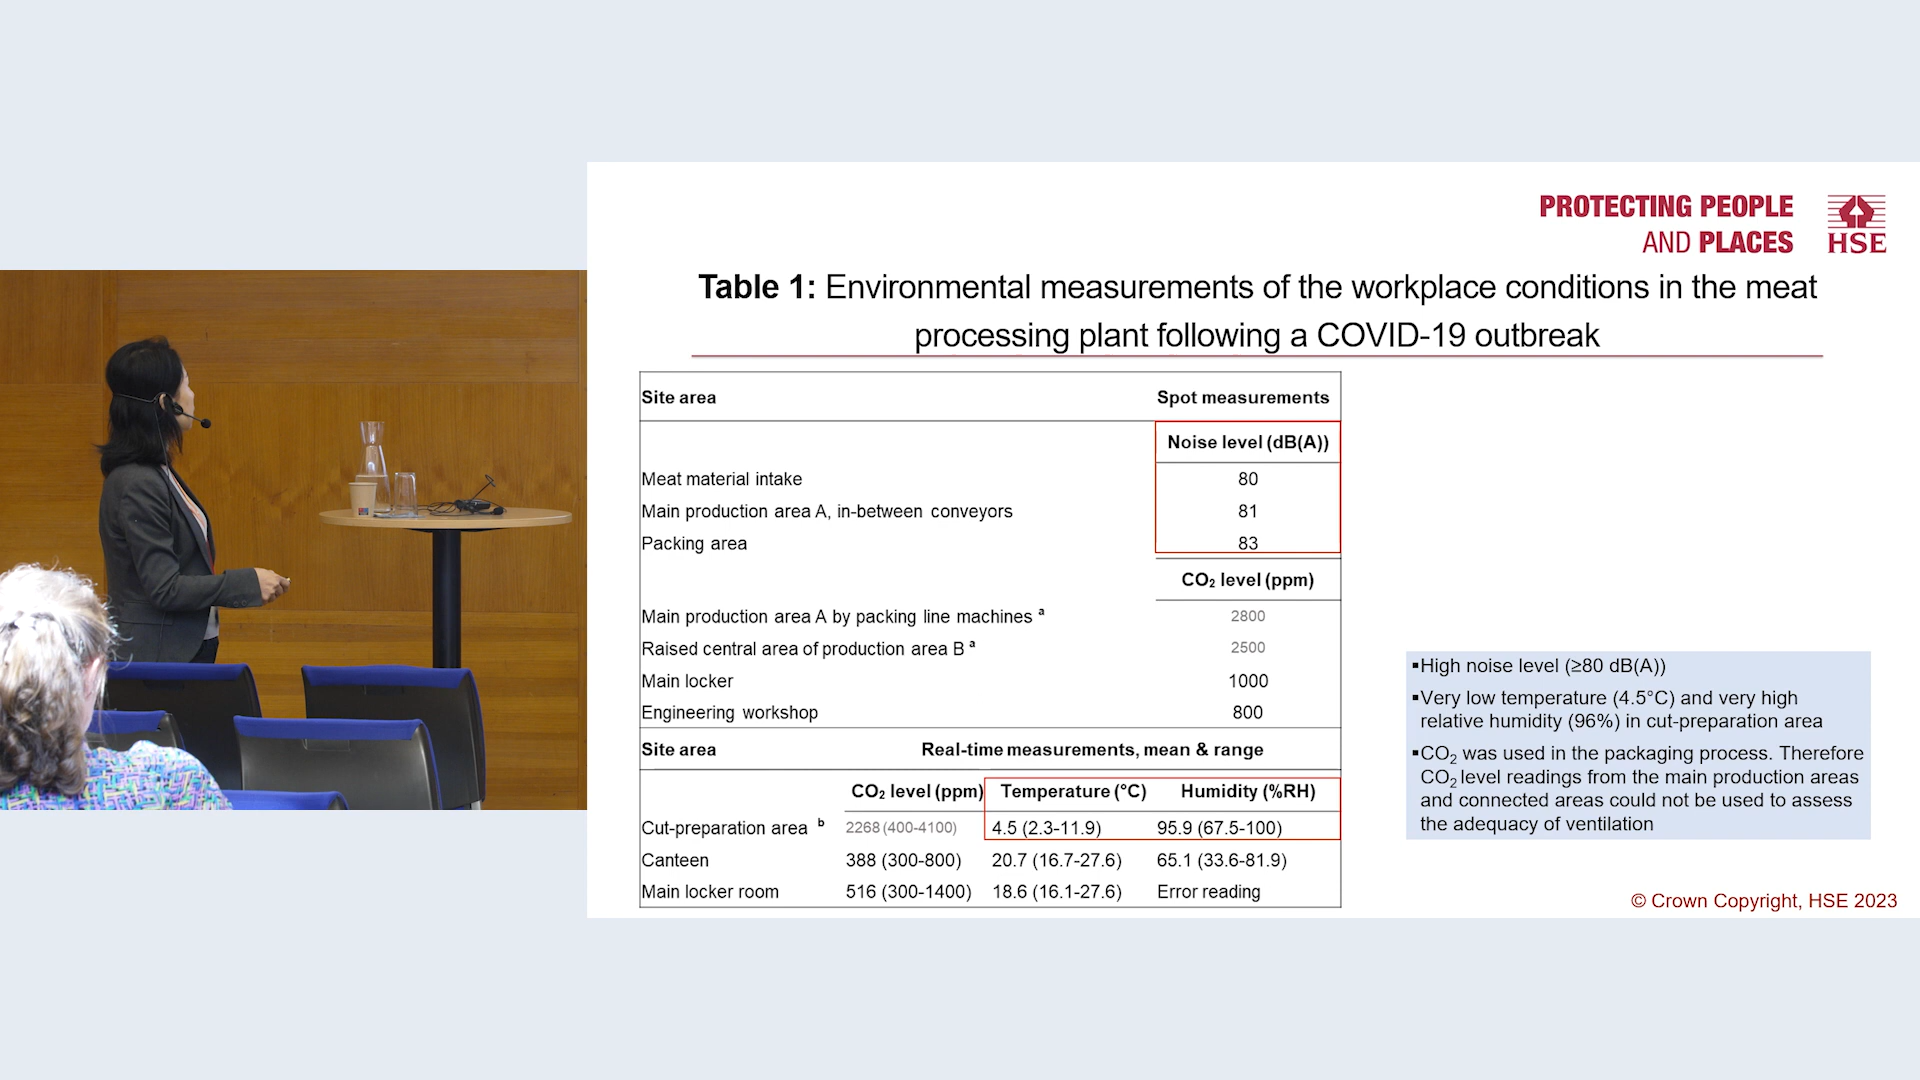 PROTECTING PEOPLE
AND PLACES
HSE
Table 1: Environmental measurements of the workplace conditions in the meat
processing plant following a COVID-19 outbreak
Site area Spot measurements
Noise level (dB(A))
Meat material intake 80
Main production area A, in-between conveyors 81
Packing area 83
CO₂ level (ppm)
Main production area A by packing line machines ᵃ 2800
Raised central area of production area B ᵃ 2500
Main locker 1000
Engineering workshop 800
Site area Real-time measurements, mean & range
CO₂ level (ppm) Temperature (°C) Humidity (%RH)
Cut-preparation area ᵇ 2268 (400-4100) 4.5 (2.3-11.9) 95.9 (67.5-100)
Canteen 388 (300-800) 20.7 (16.7-27.6) 65.1 (33.6-81.9)
Main locker room 516 (300-1400) 18.6 (16.1-27.6) Error reading
▪High noise level (≥80 dB(A))
▪Very low temperature (4.5°C) and very high
relative humidity (96%) in cut-preparation area
▪CO₂ was used in the packaging process. Therefore
CO₂ level readings from the main production areas
and connected areas could not be used to assess
the adequacy of ventilation
© Crown Copyright, HSE 2023